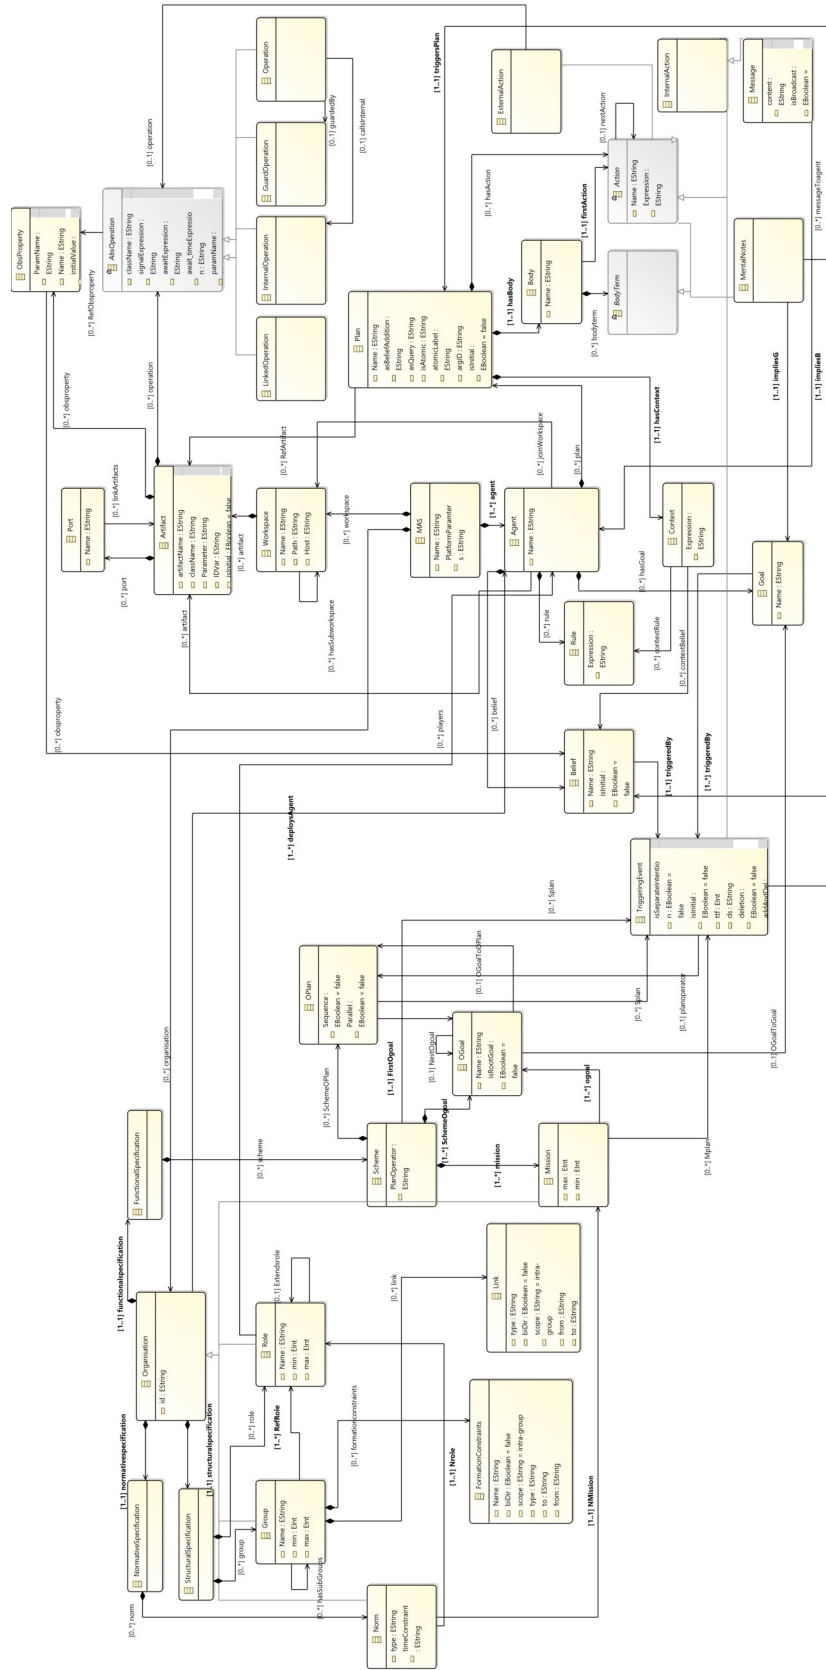 ObsProperty
ParamName : EString
Name : EString
initialValue :
[0..*] RefObsproperty
AbsOperation
className : EString
signalExpression :
EString
awaitExpression :
EString
await_timeExpressio
n : EString
paramName :
[0..1] operation
Operation
GuardOperation
InternalOperation
LinkedOperation
[0..1] guardedBy
[0..1] callsInternal
[0..*] obsproperty
[0..*] obsproperty
[0..*] operation
Port
Name : EString
[0..*] linkArtifacts
[0..*] port
Artifact
artifactName : EString
className : EString
Parameter : EString
IDVar : EString
isInitial : EBoolean = false
[0..*] artifact
[0..*] artifact
Workspace
Name : EString
Path : EString
Host : EString
[0..*] hasSubworkspace
[0..*] RefArtifact
[0..*] workspace
[0..*] joinWorkspace
MAS
Name : EString
PlatformParamter
s : EString
[1..*] agent
Agent
Name : EString
[0..*] plan
Plan
Name : EString
asBeliefAddition :
EString
asQuery : EString
isAtomic : EString
atomicLabel :
EString
argID : EString
isInitial :
EBoolean = false
[1..1] triggersPlan
[0..*] hasAction
[1..1] hasBody
Body
Name : EString
[1..1] firstAction
[0..*] bodyterm
BodyTerm
Action
Name : EString
Expression :
EString
[0..1] nextAction
ExternalAction
InternalAction
Message
content :
EString
isBroadcast :
EBoolean =
[0..*] messageToagent
MentalNotes
[1..1] impliesG
[1..1] impliesB
[1..1] hasContext
Context
Expression :
EString
[0..*] hasGoal
Goal
Name : EString
[0..*] rule
Rule
Expression :
EString
[0..*] contextRule
[0..*] contextBelief
[0..*] belief
Belief
Name : EString
isInitial :
EBoolean =
false
[1..1] triggeredBy
[0..*] triggeredBy
TriggeringEvent
isSeparateIntentio
n : EBoolean =
false
isInitial :
EBoolean = false
ttf : EInt
ds : EString
deletion :
EBoolean = false
addAndDel :
[0..*] players
[1..*] deploysAgent
[0..*] organisation
[0..*] Splan
[0..*] Splan
[0..1] planoperator
[0..*] OGoalToOPlan
[0..1] OGoalToGoal
OPlan
Sequence :
EBoolean = false
Parallel :
EBoolean = false
OGoal
Name : EString
isRootGoal :
EBoolean =
false
[0..1] NextOgoal
[1..1] FirstOgoal
[0..*] SchemeOPlan
[1..*] SchemeOgoal
[1..*] ogoal
[0..*] Mplan
FunctionalSpecification
[0..*] scheme
Scheme
PlanOperator :
EString
[1..*] mission
Mission
max : EInt
min : EInt
[1..1] functionalspecification
Organisation
id : EString
[1..1] normativespecification
[1..1] structuralspecification
Role
Name : EString
min : EInt
max : EInt
[0..1] Extendsrole
[0..*] role
[1..*] RefRole
[0..*] link
Link
type : EString
biDir : EBoolean = false
scope : EString = intra-
group
from : EString
to : EString
[0..*] formationconstraints
FormationConstraints
Name : EString
biDir : EBoolean = false
scope : EString = intra-group
type : EString
to : EString
from : EString
[1..1] Nrole
[1..*] NMission
NormativeSpecification
StructuralSpecification
[0..*] norm
[0..*] group
Group
Name : EString
min : EInt
max : EInt
[0..*] hasSubGroups
Norm
type : EString
timeConstraint
: EString